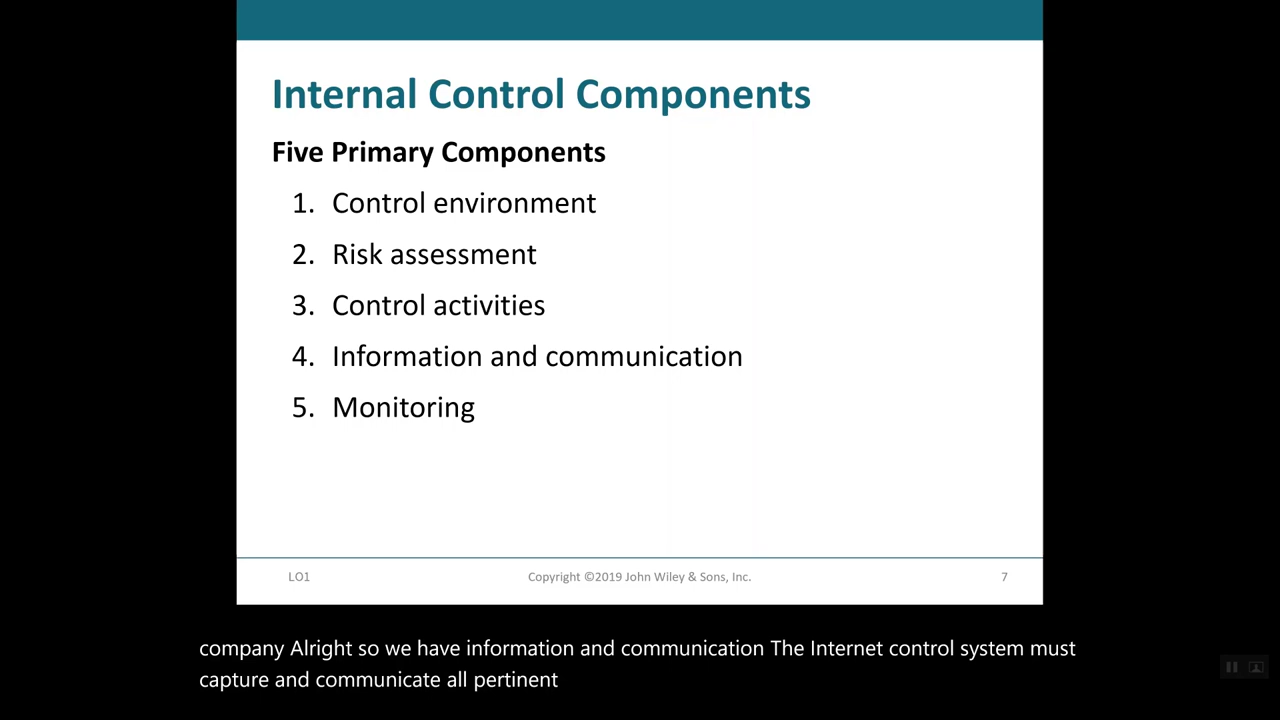 Internal Control Components
Five Primary Components
1. Control environment
2. Risk assessment
3. Control activities
4. Information and communication
5. Monitoring
LO1 Copyright ©2019 John Wiley & Sons, Inc. 7
company Alright so we have information and communication The Internet control system must
capture and communicate all pertinent